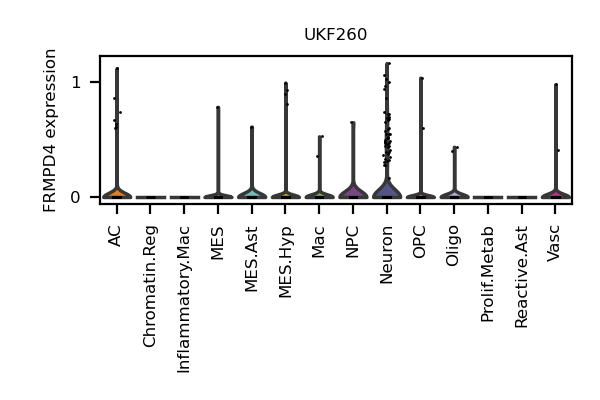 UKF260
FRMPD4 expression
1
0
AC
Chromatin.Reg
Inflammatory.Mac
MES
MES.Ast
MES.Hyp
Mac
NPC
Neuron
OPC
Oligo
Prolif.Metab
Reactive.Ast
Vasc